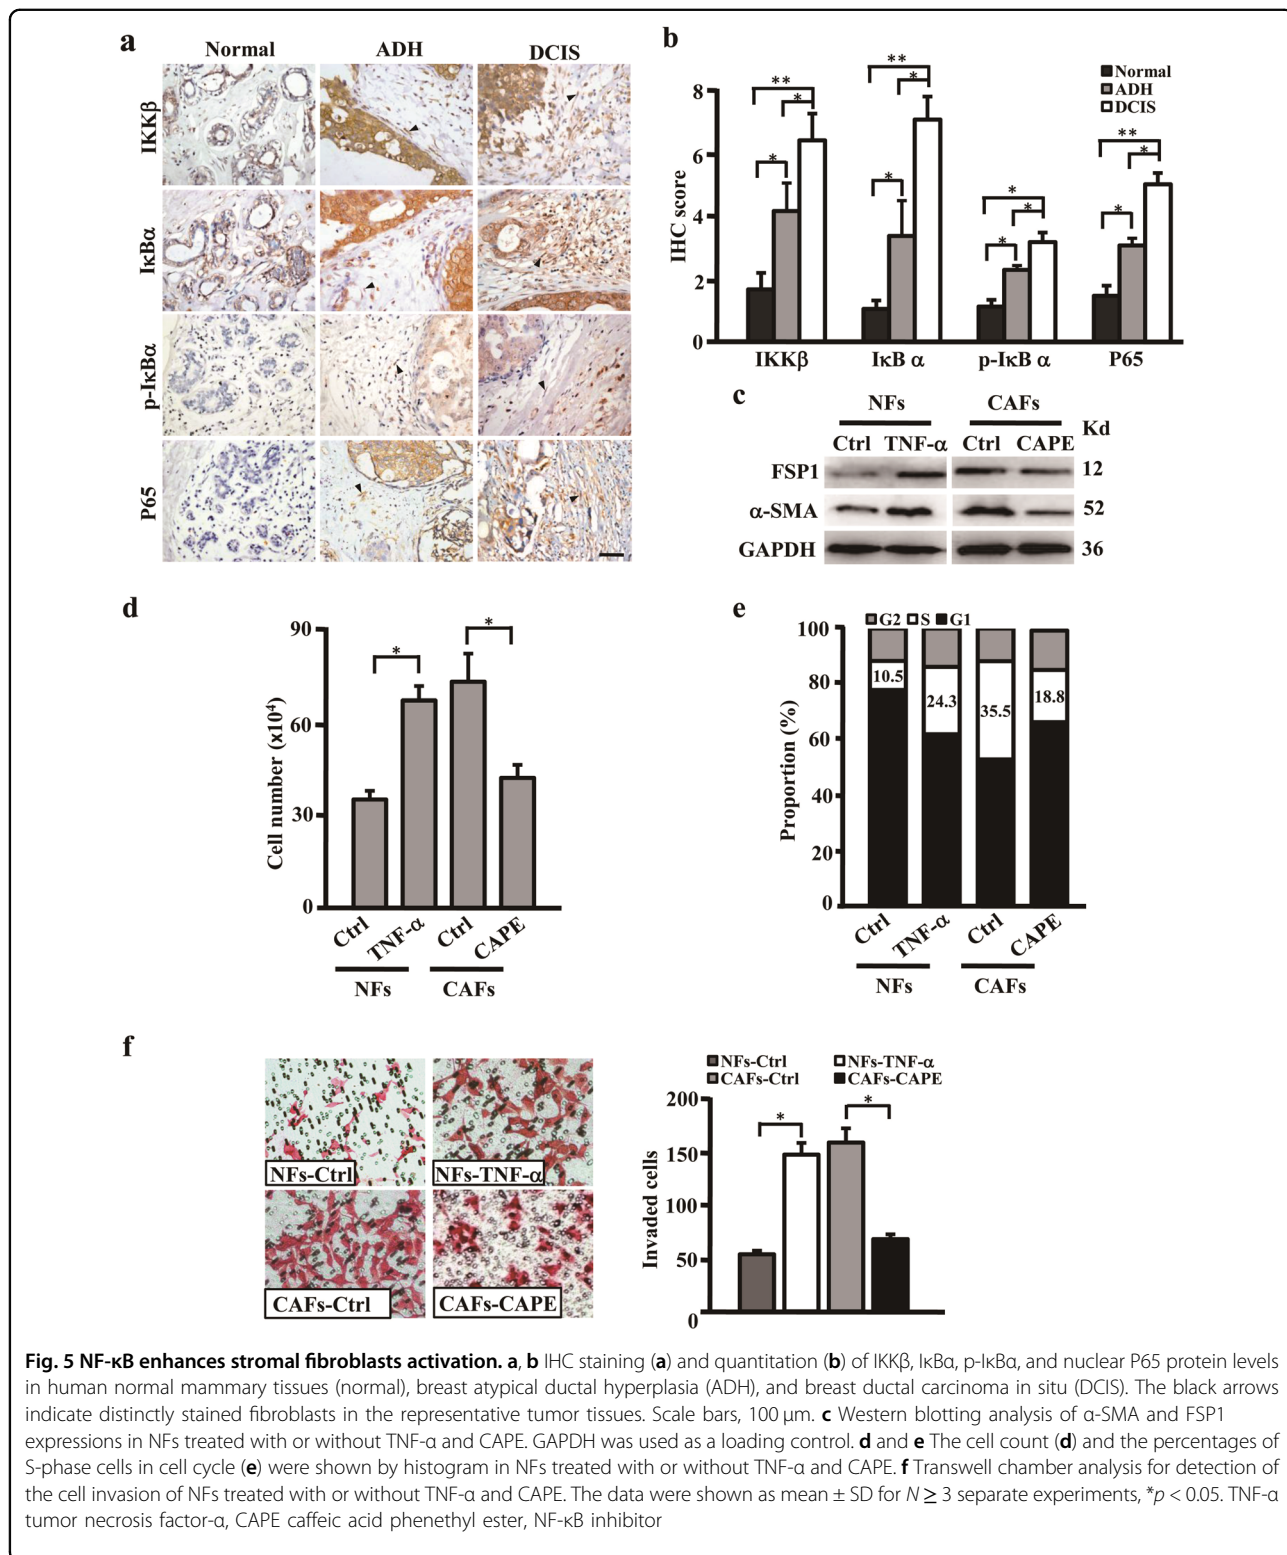 a
Normal ADH DCIS
IKKβ
IκBα
p-IκBα
P65
b
Normal
ADH
DCIS
IHC score
8
6
4
2
0
** * *
** * *
* * *
** * *
IKKβ IκB α p-IκB α P65
c
NFs CAFs
Ctrl TNF-α Ctrl CAPE Kd
FSP1 12
α-SMA 52
GAPDH 36
d
Cell number (x10⁴)
90
60
30
0
* *
Ctrl TNF-α Ctrl CAPE
NFs CAFs
e
G2 S G1
Proportion (%)
100
80
60
40
20
0
10.5 24.3 35.5 18.8
Ctrl TNF-α Ctrl CAPE
NFs CAFs
f
NFs-Ctrl NFs-TNF-α
CAFs-Ctrl CAFs-CAPE
NFs-Ctrl NFs-TNF-α
CAFs-Ctrl CAFs-CAPE
Invaded cells
200
150
100
50
0
* *
Fig. 5 NF-κB enhances stromal fibroblasts activation. a, b IHC staining (a) and quantitation (b) of IKKβ, IκBα, p-IκBα, and nuclear P65 protein levels
in human normal mammary tissues (normal), breast atypical ductal hyperplasia (ADH), and breast ductal carcinoma in situ (DCIS). The black arrows
indicate distinctly stained fibroblasts in the representative tumor tissues. Scale bars, 100 μm. c Western blotting analysis of α-SMA and FSP1
expressions in NFs treated with or without TNF-α and CAPE. GAPDH was used as a loading control. d and e The cell count (d) and the percentages of
S-phase cells in cell cycle (e) were shown by histogram in NFs treated with or without TNF-α and CAPE. f Transwell chamber analysis for detection of
the cell invasion of NFs treated with or without TNF-α and CAPE. The data were shown as mean ± SD for N ≥ 3 separate experiments, *p < 0.05. TNF-α
tumor necrosis factor-α, CAPE caffeic acid phenethyl ester, NF-κB inhibitor